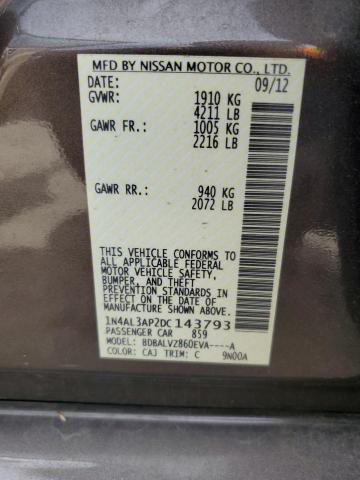 MFD BY NISSAN MOTOR CO., LTD.
DATE: 09/12
GVWR: 1910 KG
4211 LB
GAWR FR.: 1005 KG
2216 LB
GAWR RR.: 940 KG
2072 LB
THIS VEHICLE CONFORMS TO
ALL APPLICABLE FEDERAL
MOTOR VEHICLE SAFETY,
BUMPER, AND THEFT
PREVENTION STANDARDS IN
EFFECT ON THE DATE OF
MANUFACTURE SHOWN ABOVE.
1N4AL3AP2DC143793
PASSENGER CAR 859
MODEL: BDBALVZ860EVA----A
COLOR: CAJ TRIM: C 9N00A